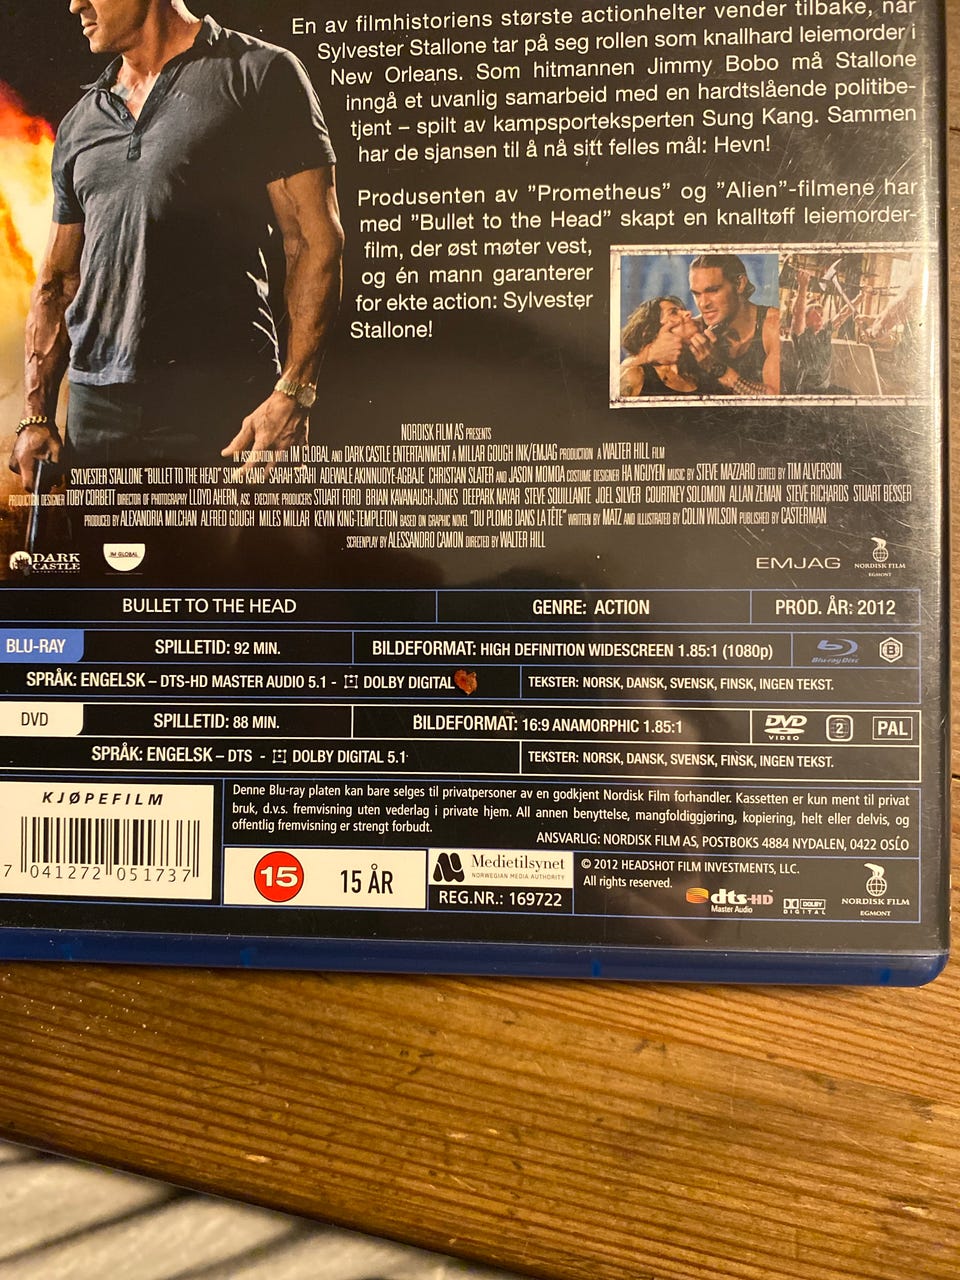 En av filmhistoriens største actionhelter vender tilbake, når
Sylvester Stallone tar på seg rollen som knallhard leiemorder i
New Orleans. Som hitmannen Jimmy Bobo må Stallone
inngå et uvanlig samarbeid med en hardtslående politibe-
tjent – spilt av kampsporteksperten Sung Kang. Sammen
har de sjansen til å nå sitt felles mål: Hevn!
Produsenten av ”Prometheus” og ”Alien”-filmene har
med ”Bullet to the Head” skapt en knalltøff leiemorder-
film, der øst møter vest,
og én mann garanterer
for ekte action: Sylvester
Stallone!
NORDISK FILM AS PRESENTS
IN ASSOCIATION WITH IM GLOBAL AND DARK CASTLE ENTERTAINMENT A MILLAR GOUGH INK/EMJAG PRODUCTION A WALTER HILL FILM
SYLVESTER STALLONE "BULLET TO THE HEAD" SUNG KANG SARAH SHAHI ADEWALE AKINNUOYE-AGBAJE CHRISTIAN SLATER AND JASON MOMOA COSTUME DESIGNER HA NGUYEN MUSIC BY STEVE MAZZARO EDITED BY TIM ALVERSON
PRODUCTION DESIGNER TOBY CORBETT DIRECTOR OF PHOTOGRAPHY LLOYD AHERN, ASC EXECUTIVE PRODUCERS STUART FORD BRIAN KAVANAUGH-JONES DEEPARK NAYAR STEVE SQUILLANTE JOEL SILVER COURTNEY SOLOMON ALLAN ZEMAN STEVE RICHARDS STUART BESSER
PRODUCED BY ALEXANDRIA MILCHAN ALFRED GOUGH MILES MILLAR KEVIN KING-TEMPLETON BASED ON GRAPHIC NOVEL "DU PLOMB DANS LA TÊTE" WRITTEN BY MATZ AND ILLUSTRATED BY COLIN WILSON PUBLISHED BY CASTERMAN
SCREENPLAY BY ALESSANDRO CAMON DIRECTED BY WALTER HILL
DARK CASTLE ENTERTAINMENT
IM GLOBAL
EMJAG
NORDISK FILM
EGMONT
BULLET TO THE HEAD GENRE: ACTION PROD. ÅR: 2012
BLU-RAY SPILLETID: 92 MIN. BILDEFORMAT: HIGH DEFINITION WIDESCREEN 1.85:1 (1080p) Blu-ray Disc B
SPRÅK: ENGELSK – DTS-HD MASTER AUDIO 5.1 - DOLBY DIGITAL TEKSTER: NORSK, DANSK, SVENSK, FINSK, INGEN TEKST.
DVD SPILLETID: 88 MIN. BILDEFORMAT: 16:9 ANAMORPHIC 1.85:1 DVD VIDEO 2 PAL
SPRÅK: ENGELSK – DTS - DOLBY DIGITAL 5.1 TEKSTER: NORSK, DANSK, SVENSK, FINSK, INGEN TEKST.
KJØPEFILM
7 041272 051737
Denne Blu-ray platen kan bare selges til privatpersoner av en godkjent Nordisk Film forhandler. Kassetten er kun ment til privat
bruk, d.v.s. fremvisning uten vederlag i private hjem. All annen benyttelse, mangfoldiggjøring, kopiering, helt eller delvis, og
offentlig fremvisning er strengt forbudt.
ANSVARLIG: NORDISK FILM AS, POSTBOKS 4884 NYDALEN, 0422 OSLO
15 15 ÅR
Medietilsynet
NORWEGIAN MEDIA AUTHORITY
REG.NR.: 169722
© 2012 HEADSHOT FILM INVESTMENTS, LLC.
All rights reserved.
dts-HD
Master Audio
DOLBY
DIGITAL
NORDISK FILM
EGMONT